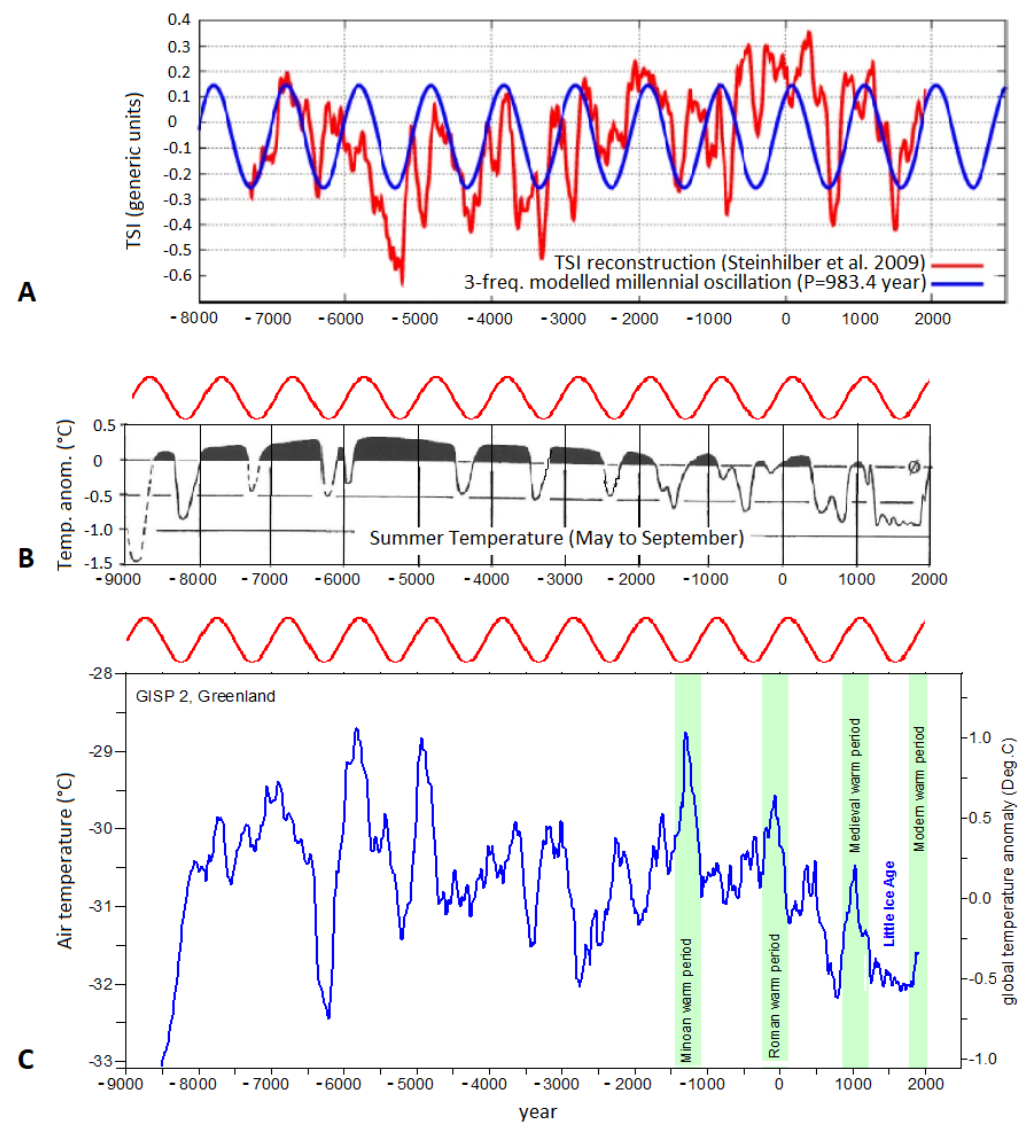 0.4
0.3
0.2
0.1
0
-0.1
-0.2
-0.3
-0.4
-0.5
-0.6
TSI (generic units)
TSI reconstruction (Steinhilber et al. 2009)
3-freq. modelled millennial oscillation (P=983.4 year)
A
-8000 -7000 -6000 -5000 -4000 -3000 -2000 -1000 0 1000 2000
0.5
0
-0.5
-1.0
-1.5
Temp. anom. (°C)
Ø
Summer Temperature (May to September)
B
-9000 -8000 -7000 -6000 -5000 -4000 -3000 -2000 -1000 0 1000 2000
-28
-29
-30
-31
-32
-33
Air temperature (°C)
GISP 2, Greenland
Minoan warm period
Roman warm period
Medieval warm period
Little Ice Age
Modern warm period
1.0
0.5
0.0
-0.5
-1.0
global temperature anomaly (Deg.C)
C
-9000 -8000 -7000 -6000 -5000 -4000 -3000 -2000 -1000 0 1000 2000
year